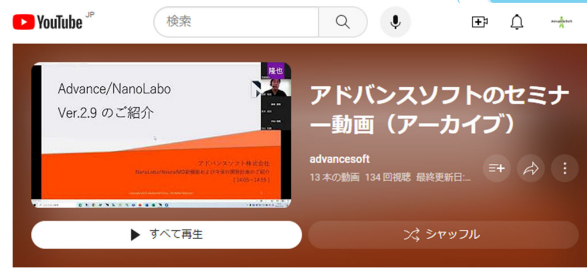 YouTube JP
検索
Advance/NanoLabo
Ver.2.9 のご紹介
隆也
アドバンスソフト株式会社
アドバンスソフトのセミナ
ー動画（アーカイブ）
advancesoft
13 本の動画 134 回視聴 最終更新日:...
すべて再生
シャッフル